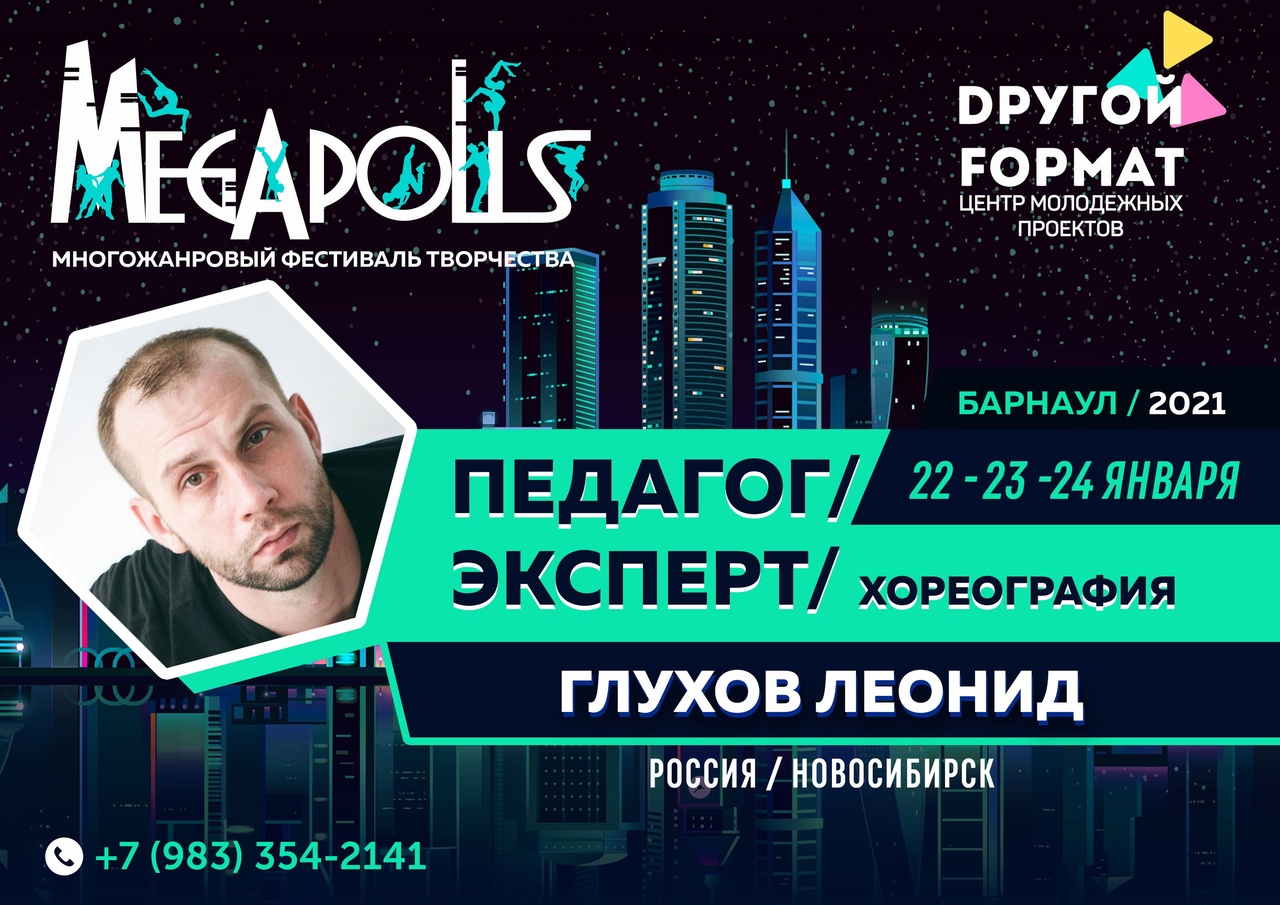 MEGAPOLIS
МНОГОЖАНРОВЫЙ ФЕСТИВАЛЬ ТВОРЧЕСТВА
DРУГОЙ
FОРМАТ
ЦЕНТР МОЛОДЕЖНЫХ
ПРОЕКТОВ
БАРНАУЛ / 2021
22 - 23 -24 ЯНВАРЯ
ПЕДАГОГ/
ЭКСПЕРТ/ ХОРЕОГРАФИЯ
ГЛУХОВ ЛЕОНИД
РОССИЯ / НОВОСИБИРСК
+7 (983) 354-2141